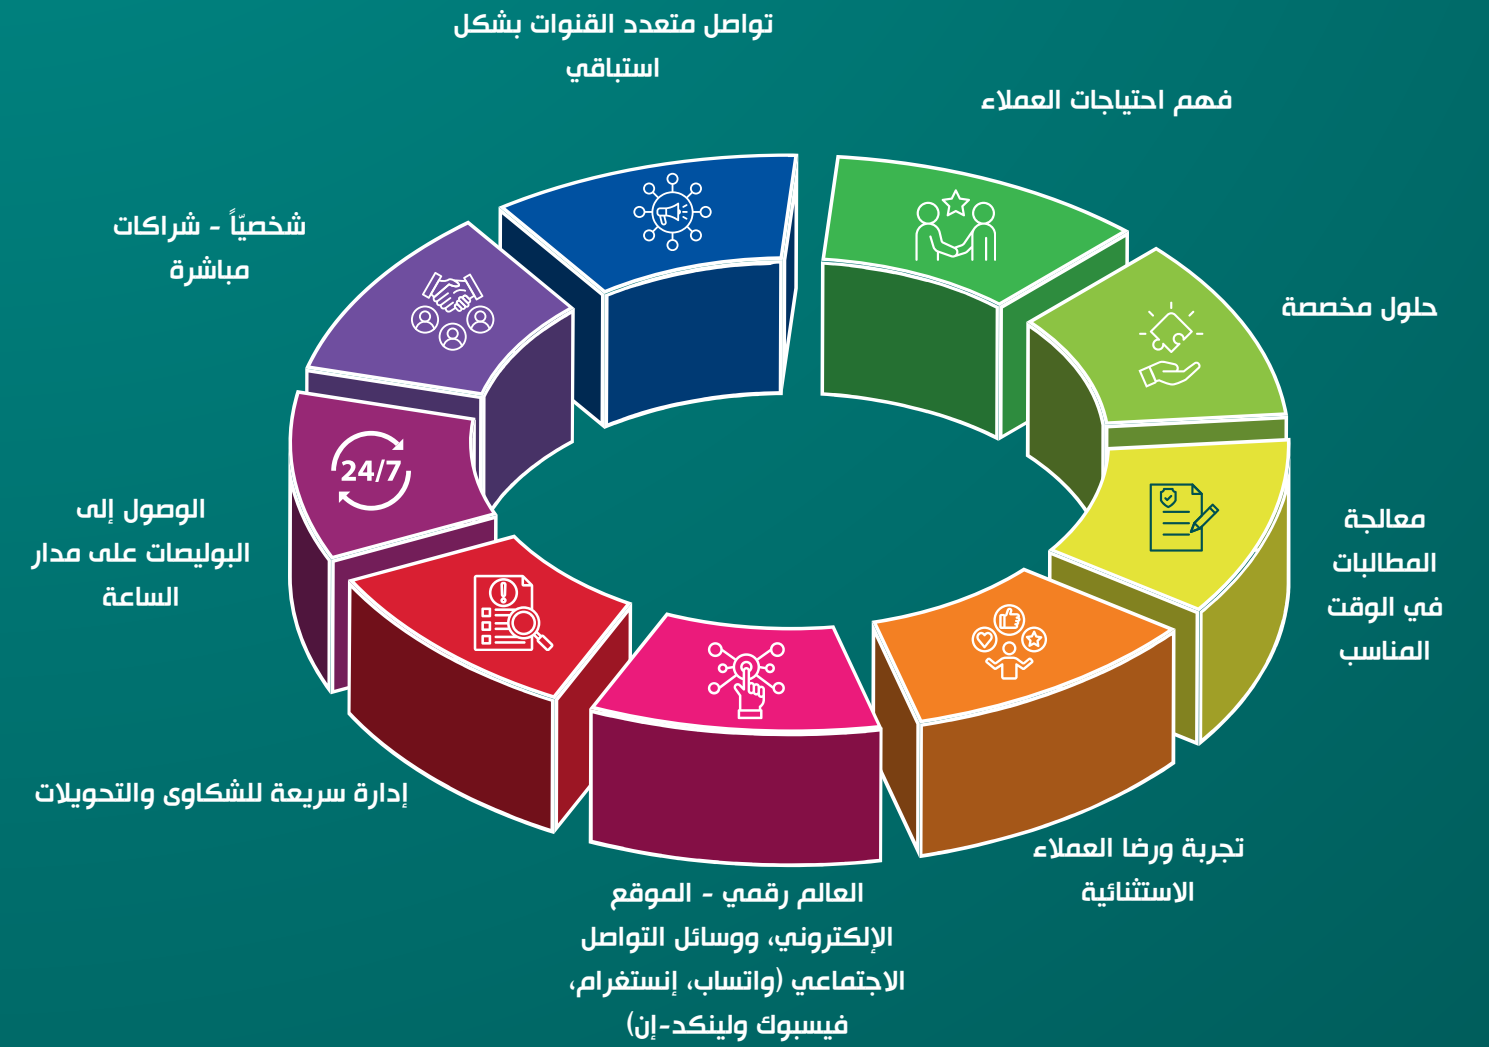 تواصل متعدد القنوات بشكل
استباقي
فهم احتياجات العملاء
حلول مخصصة
معالجة
المطالبات
في الوقت
المناسب
تجربة ورضا العملاء
الاستثنائية
العالم رقمي - الموقع
الإلكتروني، ووسائل التواصل
الاجتماعي (واتساب، إنستغرام،
فيسبوك ولينكد-إن)
إدارة سريعة للشكاوى والتحويلات
الوصول إلى
البوليصات على مدار
الساعة
24/7
شخصيّاً - شراكات
مباشرة